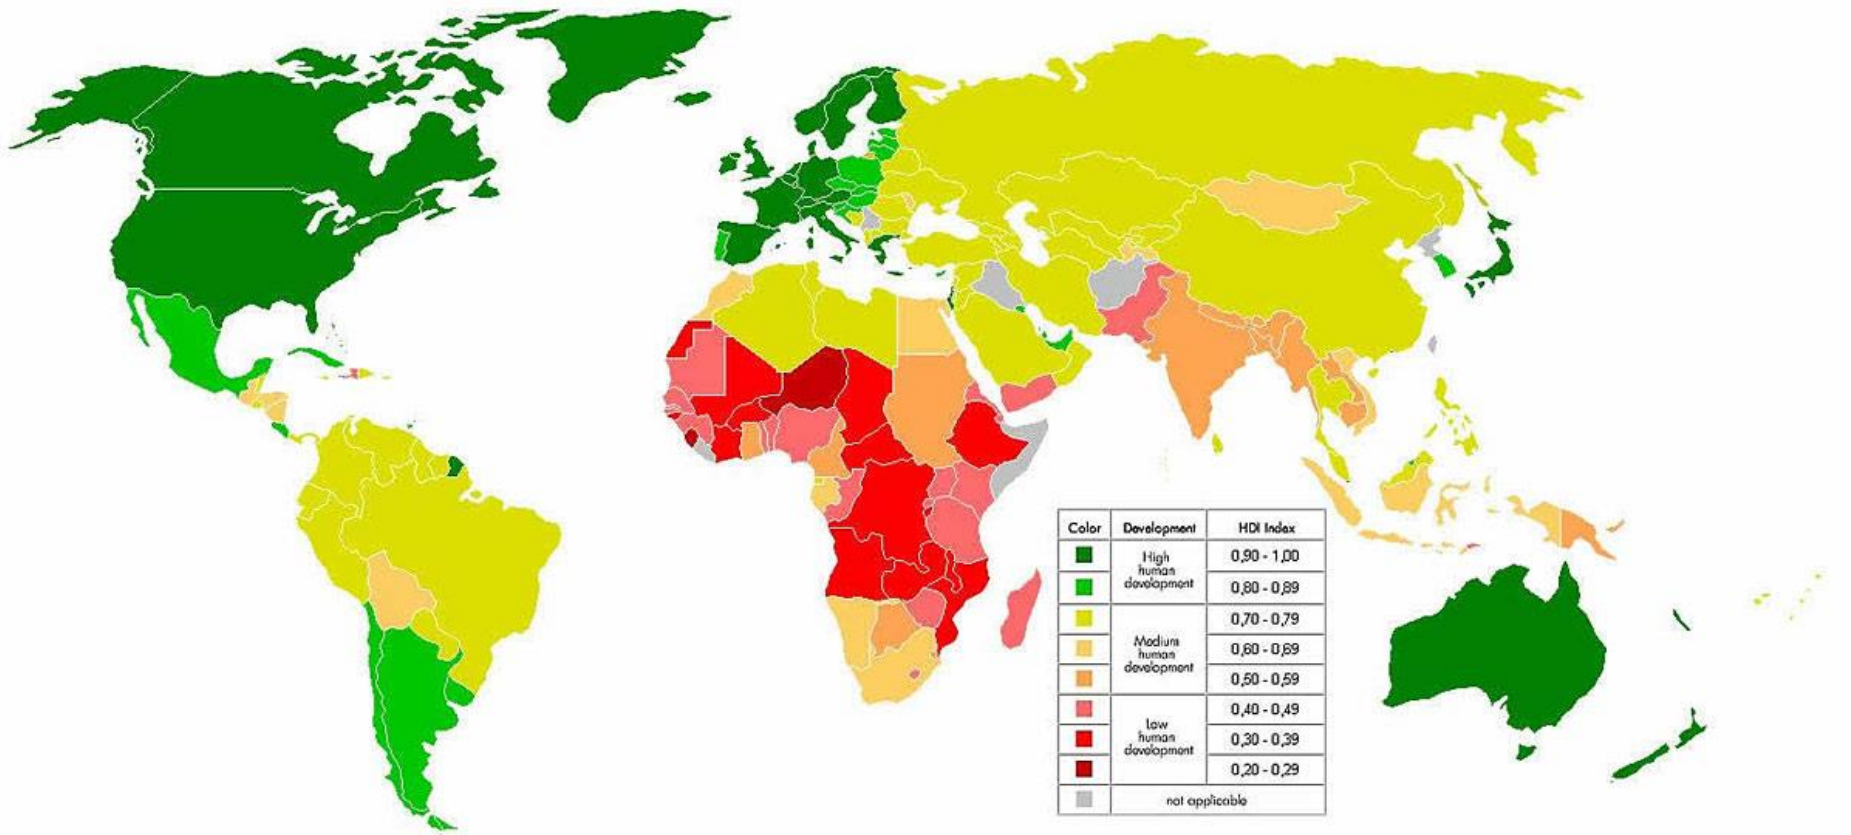 Color Development HDI Index
High human development
0,90 - 1,00
0,80 - 0,89
Medium human development
0,70 - 0,79
0,60 - 0,69
0,50 - 0,59
Low human development
0,40 - 0,49
0,30 - 0,39
0,20 - 0,29
not applicable